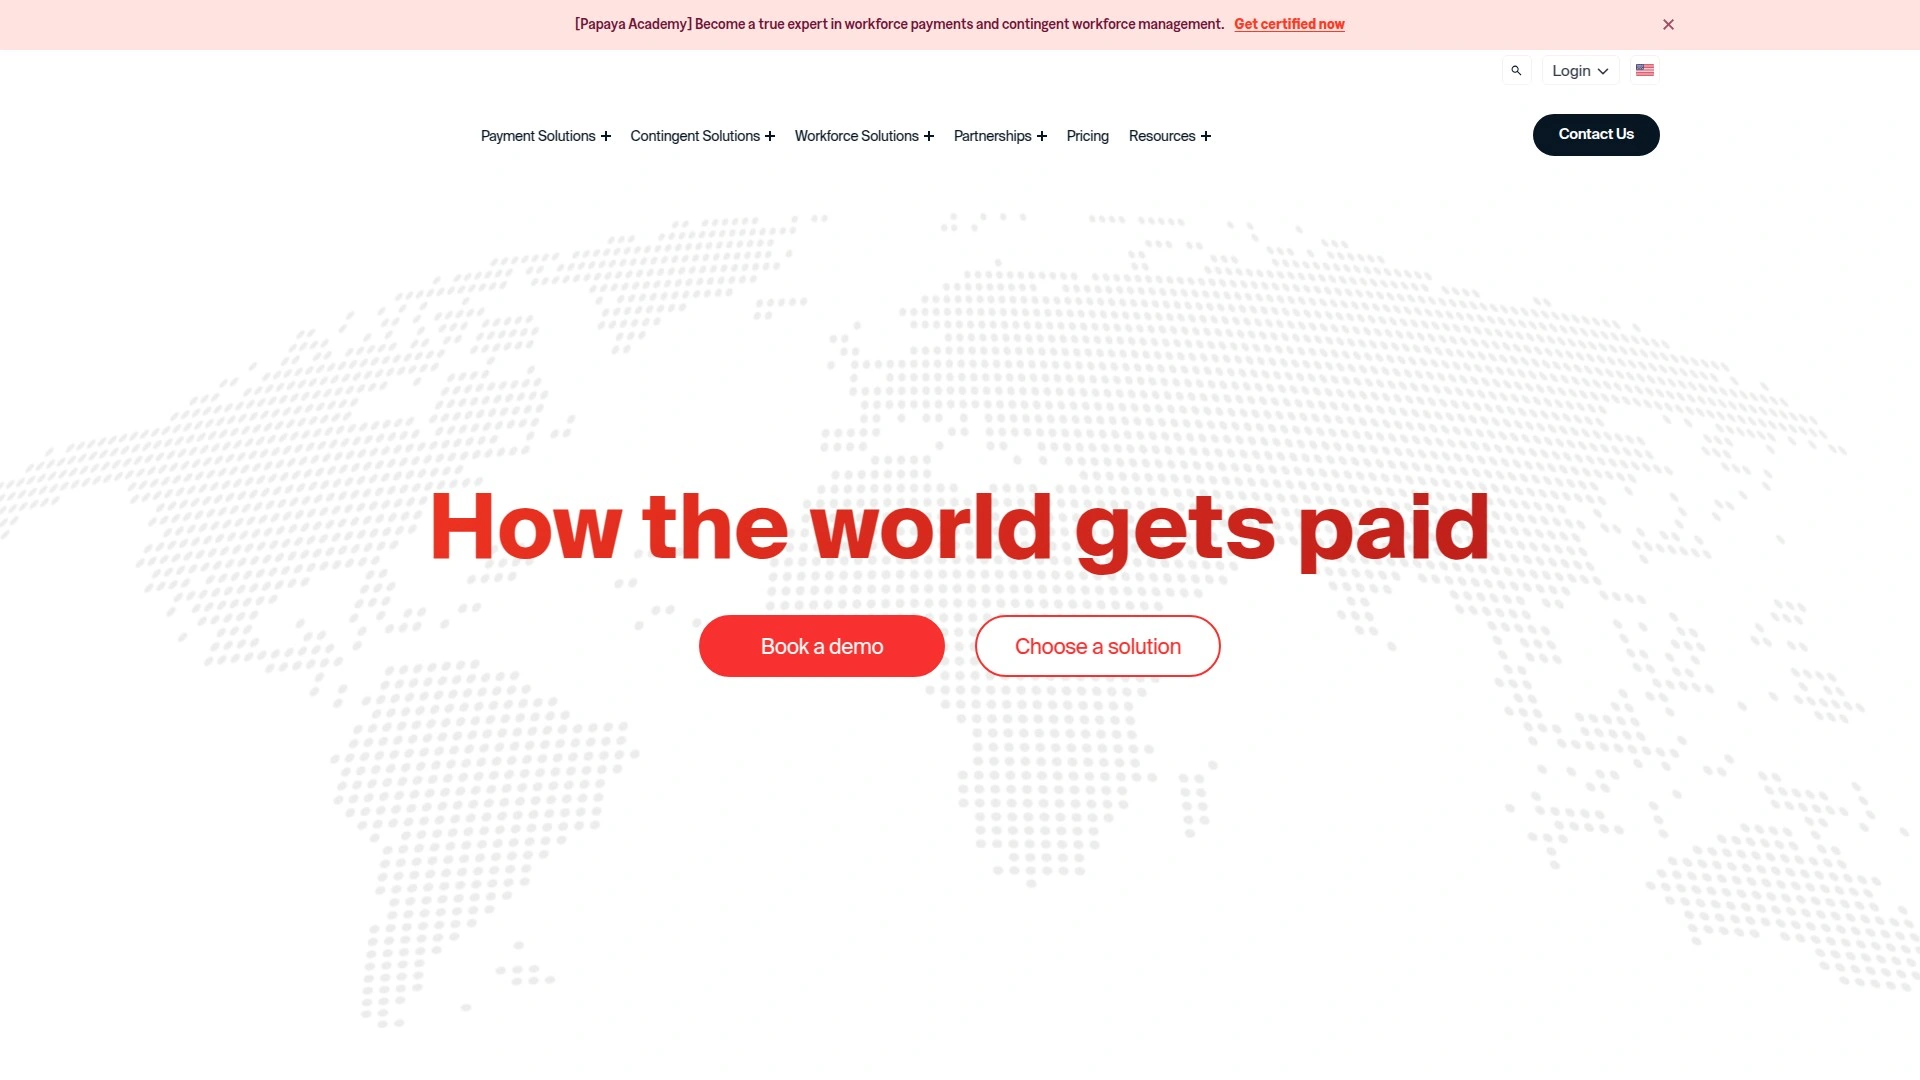 [Papaya Academy] Become a true expert in workforce payments and contingent workforce management. Get certified now
Login
Payment Solutions
Contingent Solutions
Workforce Solutions
Partnerships
Pricing
Resources
Contact Us
How the world gets paid
Book a demo
Choose a solution